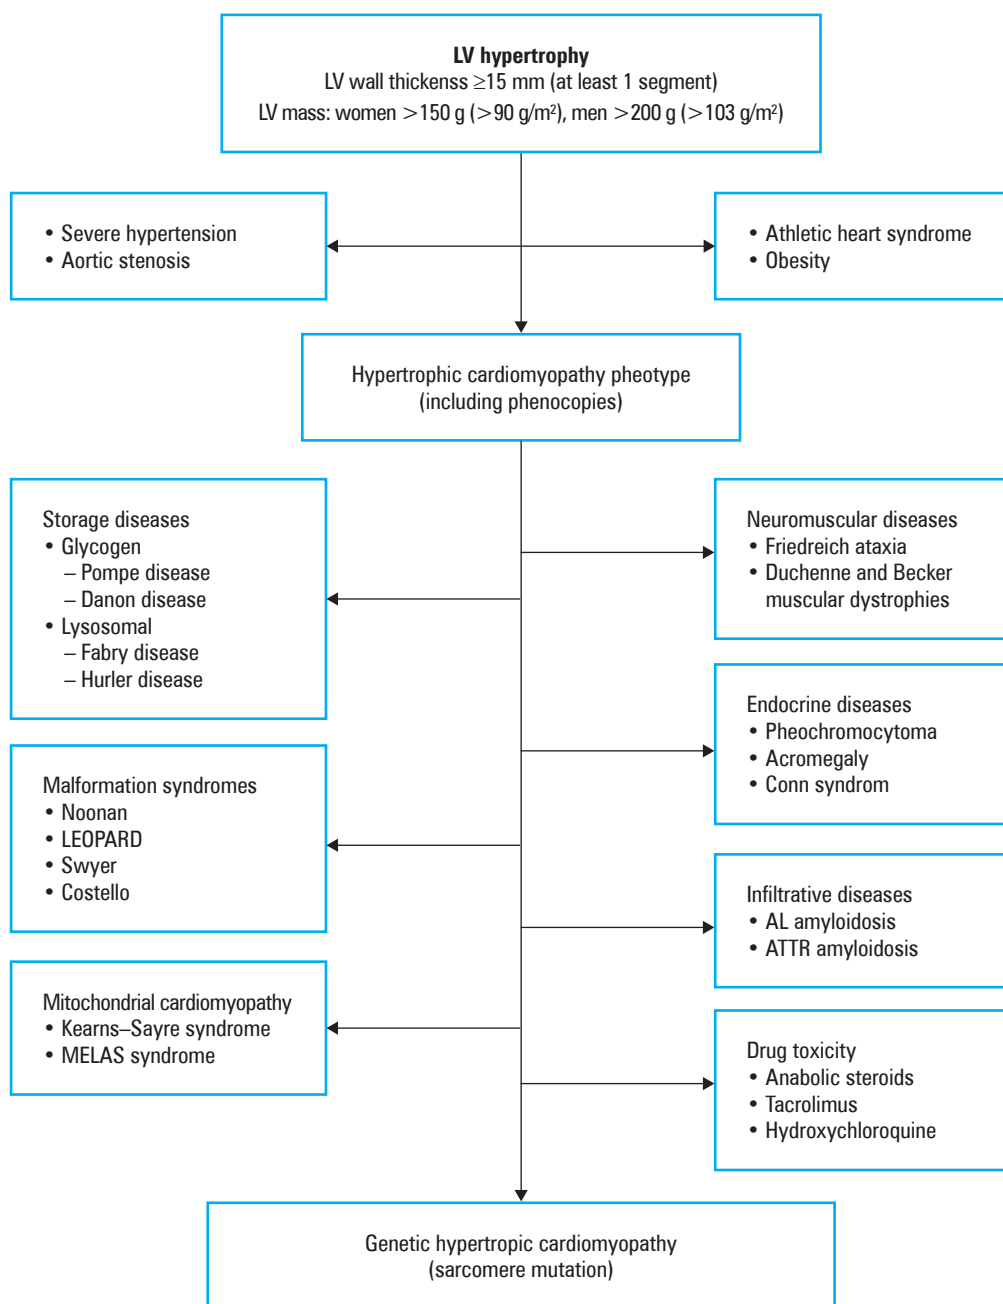 LV hypertrophy
LV wall thickenss ≥15 mm (at least 1 segment)
LV mass: women >150 g (>90 g/m²), men >200 g (>103 g/m²)
• Severe hypertension
• Aortic stenosis
• Athletic heart syndrome
• Obesity
Hypertrophic cardiomyopathy pheotype
(including phenocopies)
Storage diseases
• Glycogen
– Pompe disease
– Danon disease
• Lysosomal
– Fabry disease
– Hurler disease
Neuromuscular diseases
• Friedreich ataxia
• Duchenne and Becker
muscular dystrophies
Endocrine diseases
• Pheochromocytoma
• Acromegaly
• Conn syndrom
Malformation syndromes
• Noonan
• LEOPARD
• Swyer
• Costello
Infiltrative diseases
• AL amyloidosis
• ATTR amyloidosis
Mitochondrial cardiomyopathy
• Kearns–Sayre syndrome
• MELAS syndrome
Drug toxicity
• Anabolic steroids
• Tacrolimus
• Hydroxychloroquine
Genetic hypertropic cardiomyopathy
(sarcomere mutation)